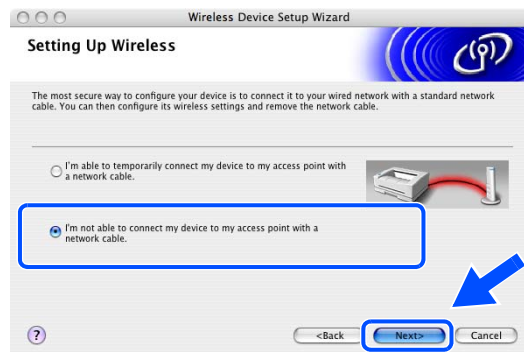 Wireless Device Setup Wizard
Setting Up Wireless
The most secure way to configure your device is to connect it to your wired network with a standard network
cable. You can then configure its wireless settings and remove the network cable.
I'm able to temporarily connect my device to my access point with
a network cable.
I'm not able to connect my device to my access point with a
network cable.
?
<Back Next> Cancel